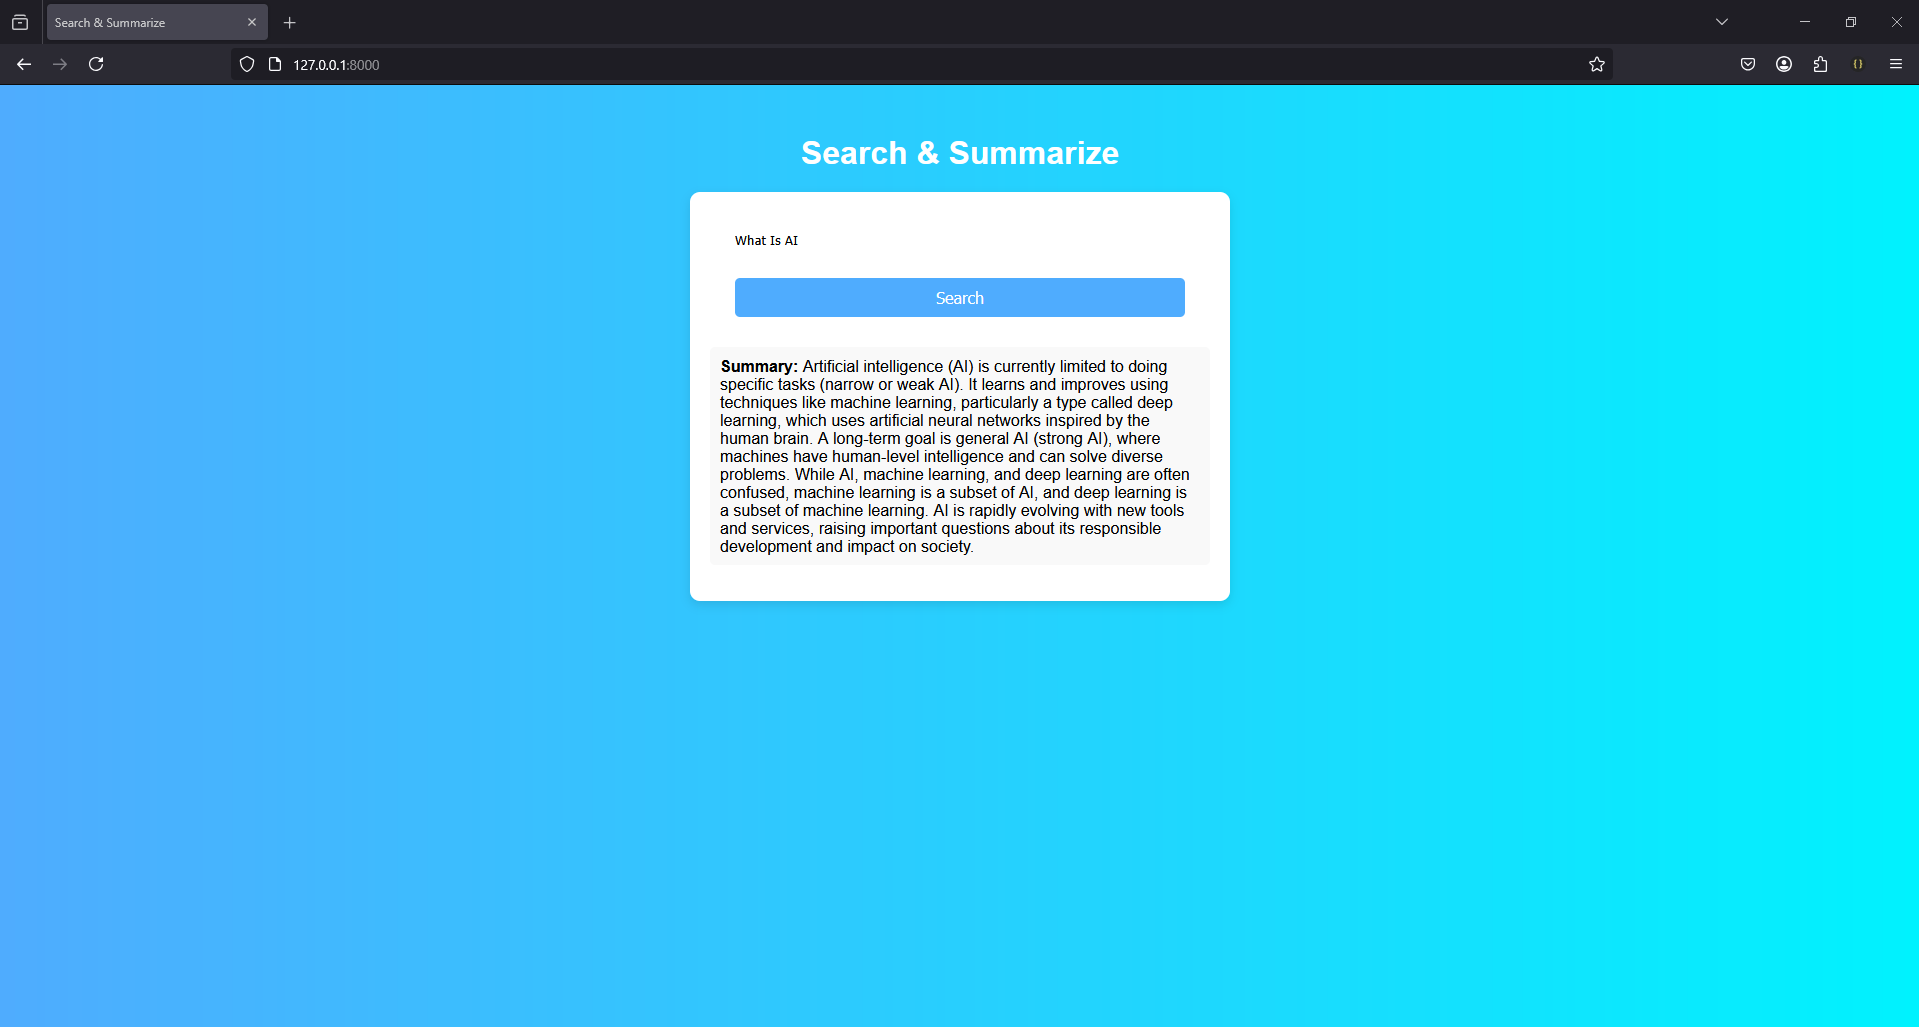 Search & Summarize
127.0.0.1:8000
Search & Summarize
What Is AI
Search
Summary: Artificial intelligence (AI) is currently limited to doing
specific tasks (narrow or weak AI). It learns and improves using
techniques like machine learning, particularly a type called deep
learning, which uses artificial neural networks inspired by the
human brain. A long-term goal is general AI (strong AI), where
machines have human-level intelligence and can solve diverse
problems. While AI, machine learning, and deep learning are often
confused, machine learning is a subset of AI, and deep learning is
a subset of machine learning. AI is rapidly evolving with new tools
and services, raising important questions about its responsible
development and impact on society.